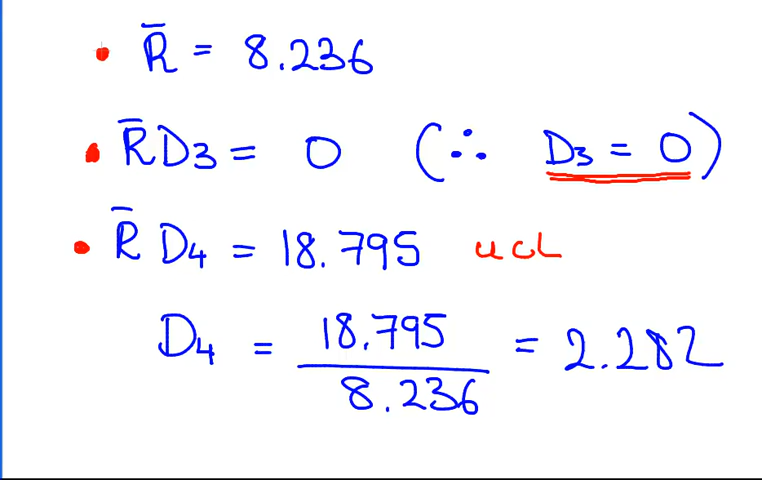 • R̄ = 8.236
• R̄ D3 = 0 (∴ D3 = 0)
• R̄ D4 = 18.795 UCL
D4 = 18.795 / 8.236 = 2.282